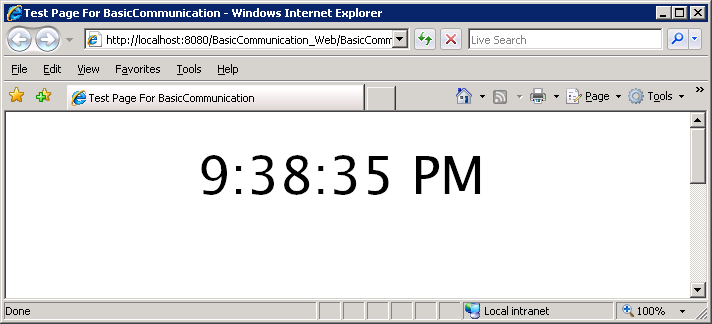 Test Page For BasicCommunication - Windows Internet Explorer
http://localhost:8080/BasicCommunication_Web/BasicComm
Live Search
File Edit View Favorites Tools Help
Test Page For BasicCommunication
Page Tools »
9:38:35 PM
Done Local intranet 100%